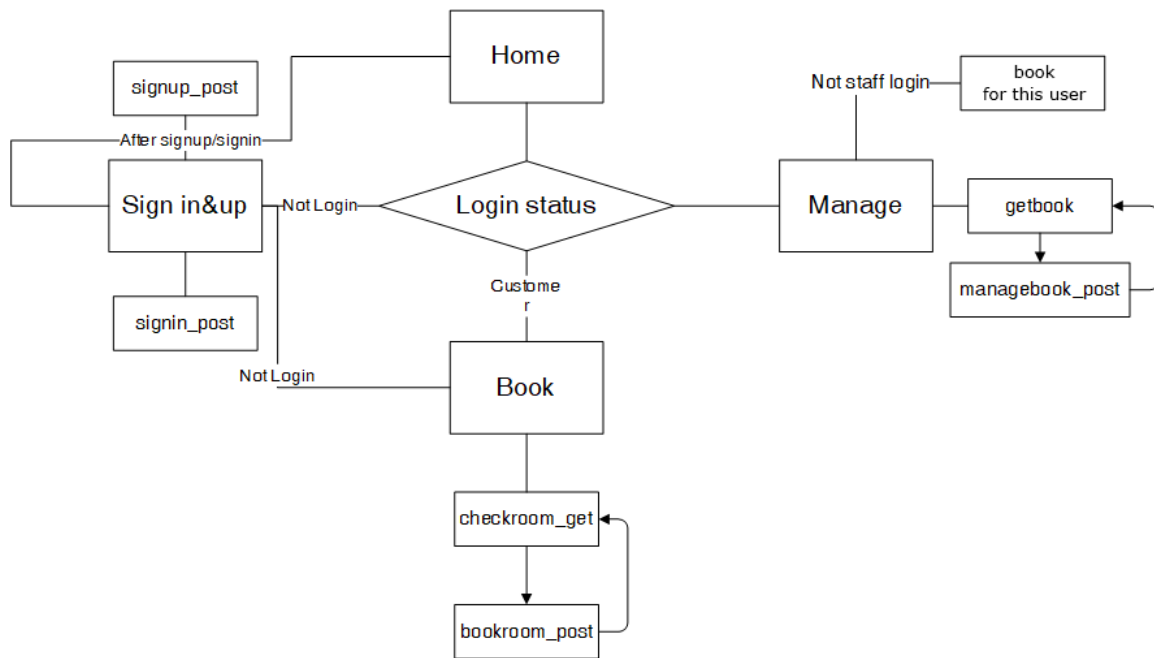 Home
signup_post
Not staff login
book
for this user
After signup/signin
Sign in&up
Not Login
Login status
Manage
getbook
managebook_post
Custome
r
signin_post
Not Login
Book
checkroom_get
bookroom_post